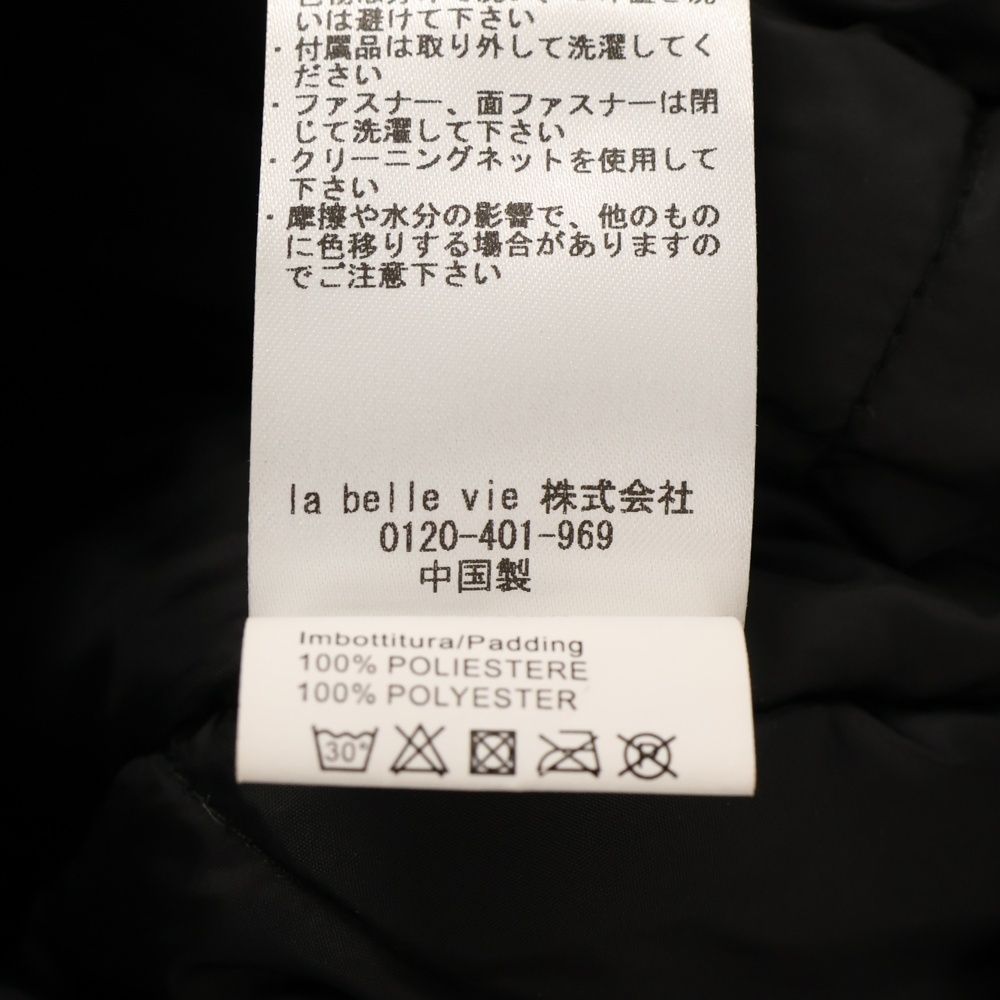 いは避けて下さい
・付属品は取り外して洗濯してく
ださい
・ファスナー、面ファスナーは閉
じて洗濯して下さい
・クリーニングネットを使用して
下さい
・摩擦や水分の影響で、他のもの
に色移りする場合がありますの
でご注意下さい
la belle vie 株式会社
0120-401-969
中国製
Imbottitura/Padding
100% POLIESTERE
100% POLYESTER
30°
P